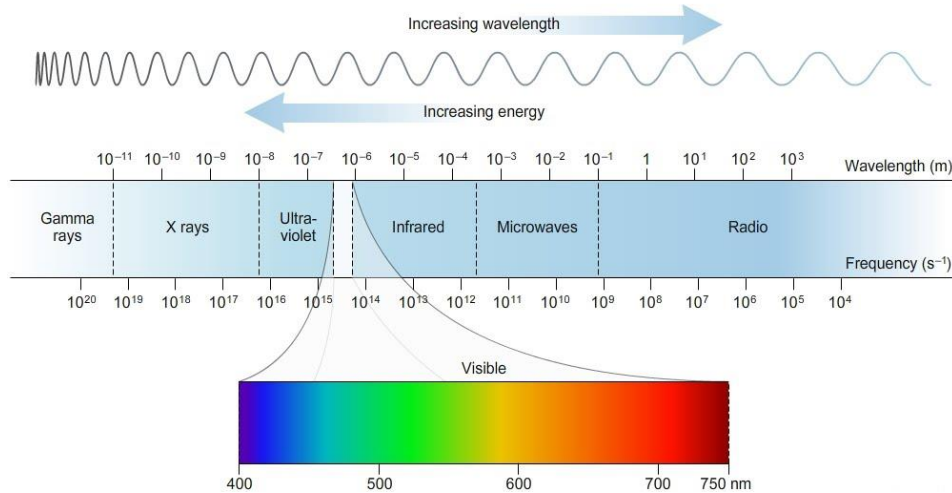 Increasing wavelength
Increasing energy
10⁻¹¹ 10⁻¹⁰ 10⁻⁹ 10⁻⁸ 10⁻⁷ 10⁻⁶ 10⁻⁵ 10⁻⁴ 10⁻³ 10⁻² 10⁻¹ 1 10¹ 10² 10³ Wavelength (m)
Gamma
rays
X rays
Ultra-
violet
Infrared
Microwaves
Radio
Frequency (s⁻¹)
10²⁰ 10¹⁹ 10¹⁸ 10¹⁷ 10¹⁶ 10¹⁵ 10¹⁴ 10¹³ 10¹² 10¹¹ 10¹⁰ 10⁹ 10⁸ 10⁷ 10⁶ 10⁵ 10⁴
Visible
400 500 600 700 750 nm